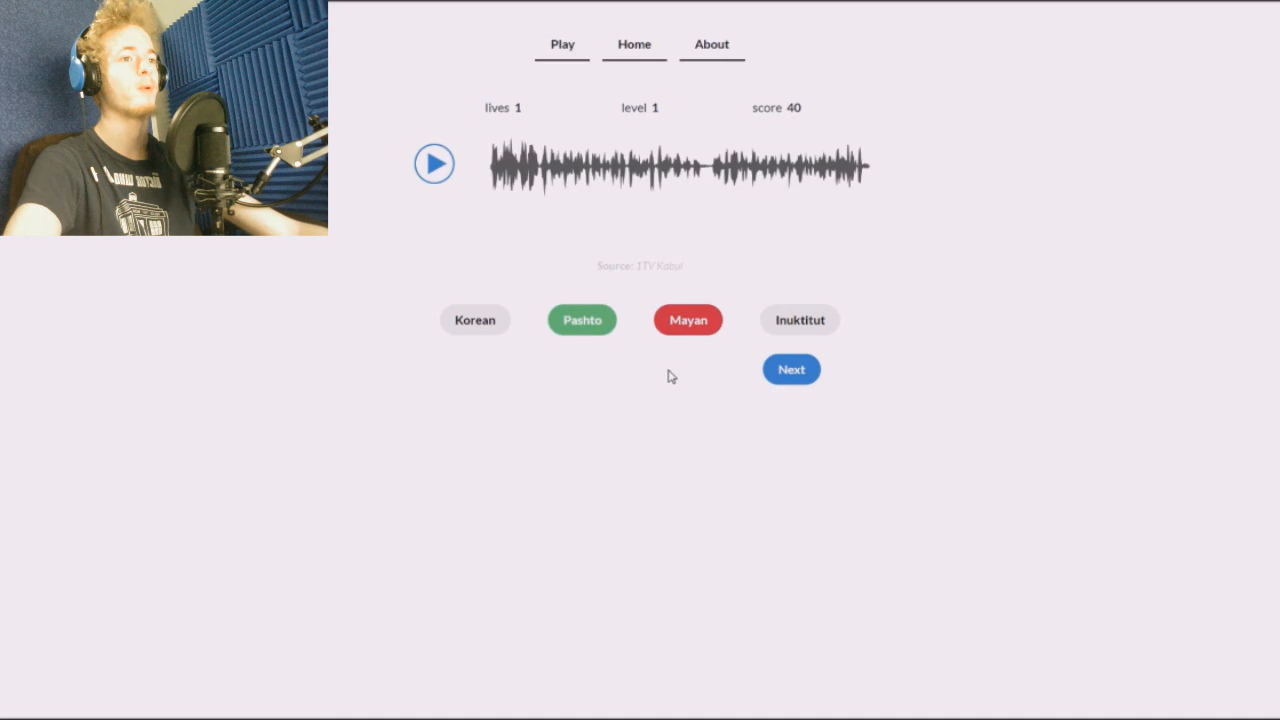 Play Home About
lives 1 level 1 score 40
Source: 1TV Kabul
Korean Pashto Mayan Inuktitut
Next